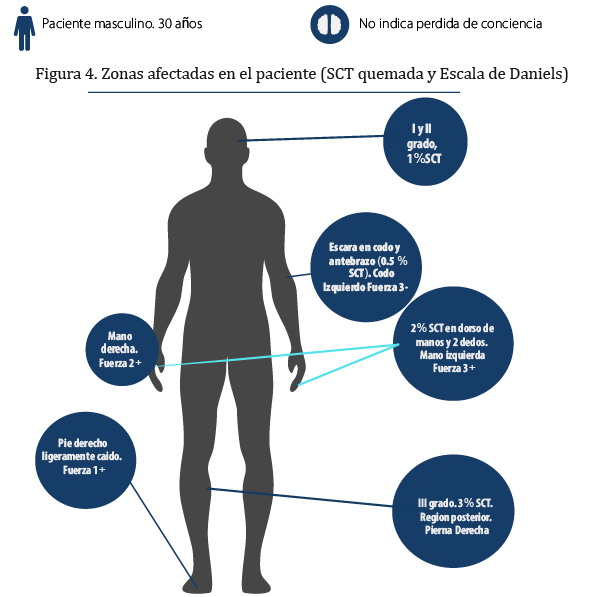 Paciente masculino. 30 años
No indica perdida de conciencia
Figura 4. Zonas afectadas en el paciente (SCT quemada y Escala de Daniels)
I y II
grado,
1%SCT
Escara en codo y
antebrazo (0.5 %
SCT). Codo
Izquierdo Fuerza 3-
Mano
derecha.
Fuerza 2+
2% SCT en dorso de
manos y 2 dedos.
Mano izquierda
Fuerza 3+
Pie derecho
ligeramente caido.
Fuerza 1+
III grado. 3% SCT.
Region posterior.
Pierna Derecha